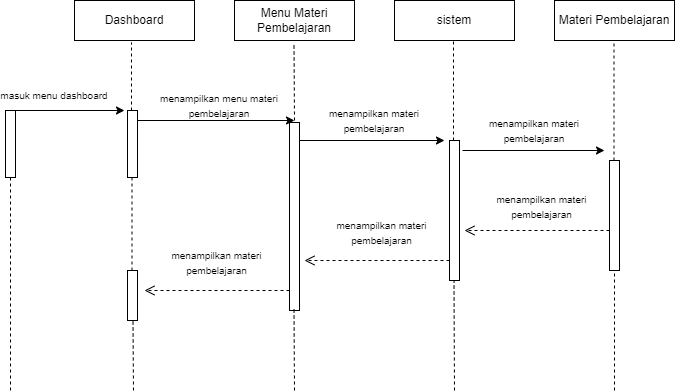 Dashboard
Menu Materi
Pembelajaran
sistem
Materi Pembelajaran
masuk menu dashboard
menampilkan menu materi
pembelajaran
menampilkan materi
pembelajaran
menampilkan materi
pembelajaran
menampilkan materi
pembelajaran
menampilkan materi
pembelajaran
menampilkan materi
pembelajaran